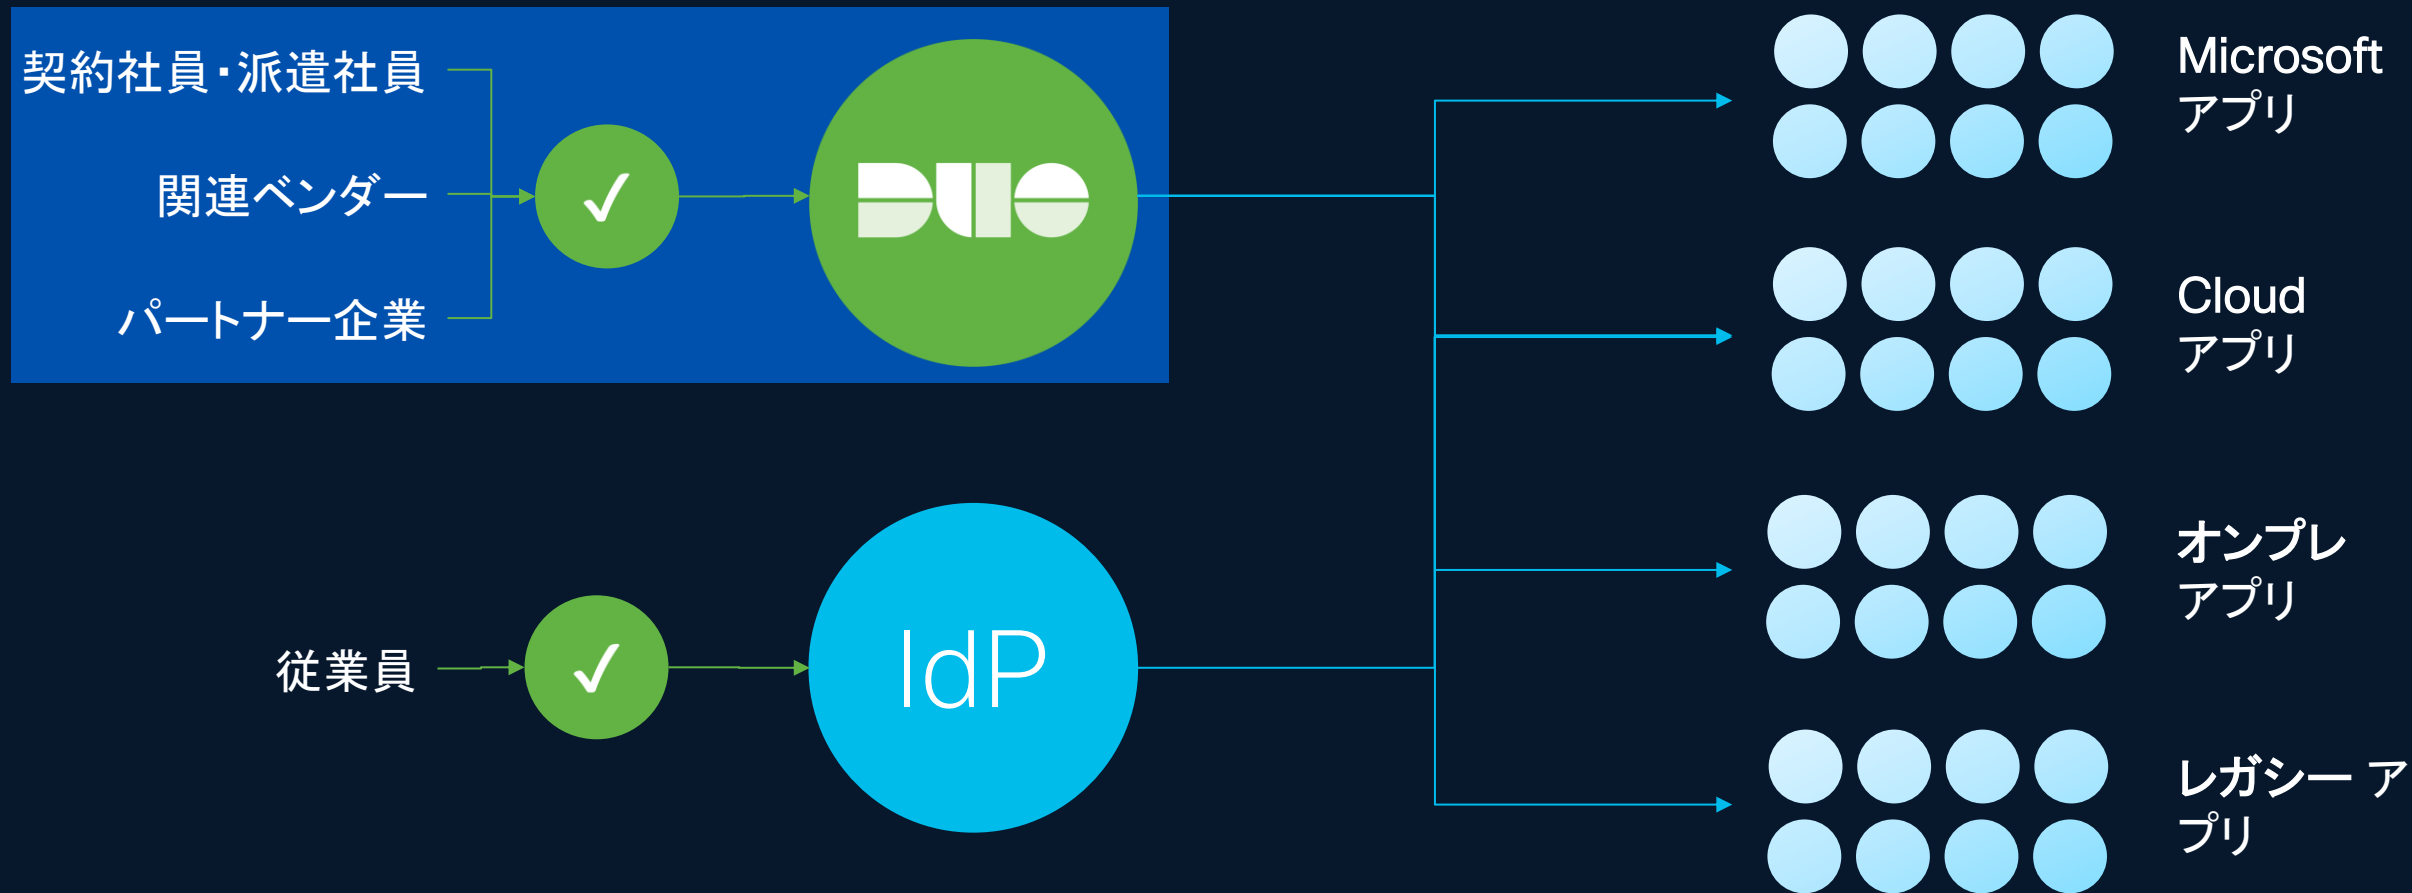 契約社員・派遣社員
関連ベンダー
パートナー企業
DUO
従業員
IdP
Microsoft
アプリ
Cloud
アプリ
オンプレ
アプリ
レガシー ア
プリ